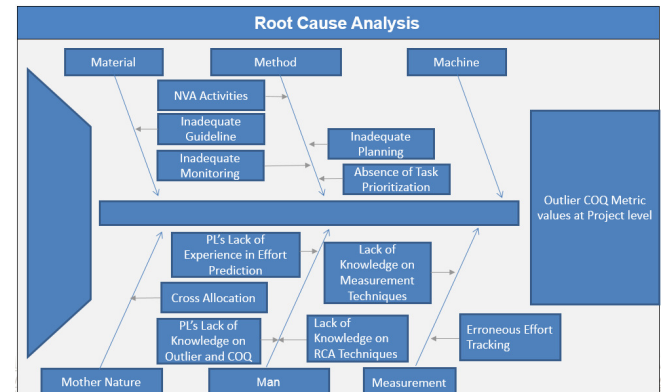 Root Cause Analysis
Material
Method
Machine
NVA Activities
Inadequate
Guideline
Inadequate
Monitoring
Inadequate
Planning
Absence of Task
Prioritization
Outlier COQ Metric
values at Project level
PL's Lack of
Experience in Effort
Prediction
Lack of
Knowledge on
Measurement
Techniques
Cross Allocation
PL's Lack of
Knowledge on
Outlier and COQ
Lack of
Knowledge on
RCA Techniques
Erroneous Effort
Tracking
Mother Nature
Man
Measurement